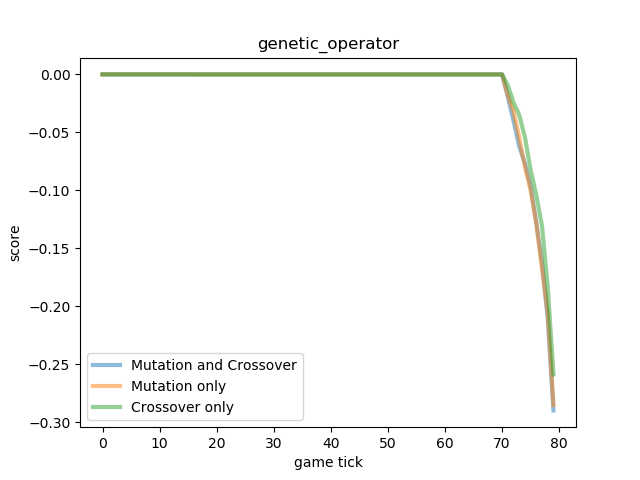 genetic_operator
0.00
−0.05
−0.10
−0.15
−0.20
−0.25
−0.30
score
Mutation and Crossover
Mutation only
Crossover only
0 10 20 30 40 50 60 70 80
game tick